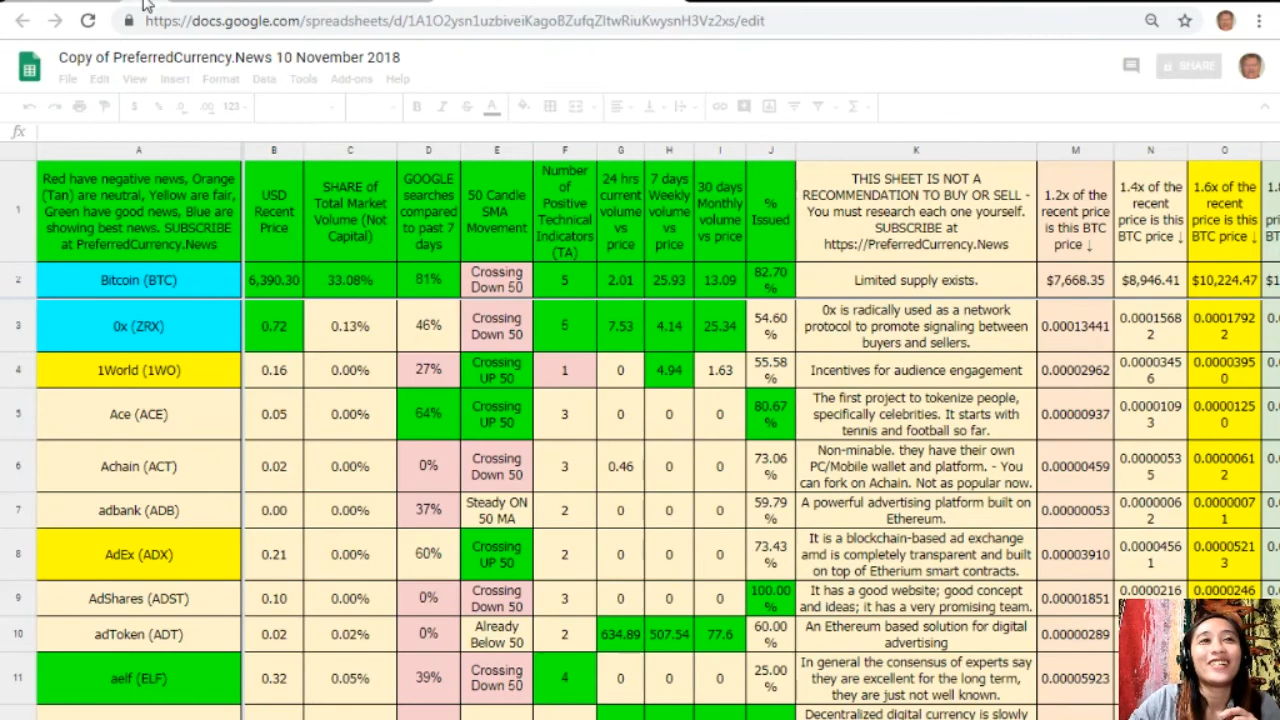 https://docs.google.com/spreadsheets/d/1A1O2ysn1uzbiveiKagoBZufqZItwRiuKwysnH3Vz2xs/edit
Copy of PreferredCurrency.News 10 November 2018
File Edit View Insert Format Data Tools Add-ons Help
SHARE
$ % .0 .00 123 B I S A Σ
fx
A B C D E F G H I J K M N O
1
Red have negative news, Orange
(Tan) are neutral, Yellow are fair,
Green have good news, Blue are
showing best news. SUBSCRIBE
at PreferredCurrency.News
USD
Recent
Price
SHARE of
Total Market
Volume (Not
Capital)
GOOGLE
searches
compared
to past 7
days
50 Candle
SMA
Movement
Number
of
Positive
Technical
Indicators
(TA)
24 hrs
current
volume
vs
price
7 days
Weekly
volume
vs
price
30 days
Monthly
volume
vs price
%
Issued
THIS SHEET IS NOT A
RECOMMENDATION TO BUY OR SELL -
You must research each one yourself.
SUBSCRIBE at
https://PreferredCurrency.News
1.2x of the
recent price
is this BTC
price ↓
1.4x of the
recent
price is this
BTC price ↓
1.6x of the
recent
price is this
BTC price ↓
2
Bitcoin (BTC)
6,390.30
33.08%
81%
Crossing
Down 50
5
2.01
25.93
13.09
82.70
%
Limited supply exists.
$7,668.35
$8,946.41
$10,224.47
3
0x (ZRX)
0.72
0.13%
46%
Crossing
Down 50
7.53
4.14
25.34
54.60
%
0x is radically used as a network
protocol to promote signaling between
buyers and sellers.
0.00013441
0.0001568
2
0.0001792
2
4
1World (1WO)
0.16
0.00%
27%
Crossing
UP 50
1
0
4.94
1.63
55.58
%
Incentives for audience engagement
0.00002962
0.0000345
6
0.0000395
0
5
Ace (ACE)
0.05
0.00%
64%
Crossing
UP 50
3
0
0
0
80.67
%
The first project to tokenize people,
specifically celebrities. It starts with
tennis and football so far.
0.00000937
0.0000109
3
0.0000125
0
6
Achain (ACT)
0.02
0.00%
0%
Crossing
Down 50
3
0.46
0
0
73.06
%
Non-minable. they have their own
PC/Mobile wallet and platform. - You
can fork on Achain. Not as popular now.
0.00000459
0.0000053
5
0.0000061
2
7
adbank (ADB)
0.00
0.00%
37%
Steady ON
50 MA
2
0
0
0
59.79
%
A powerful advertising platform built on
Ethereum.
0.00000053
0.0000006
2
0.0000007
1
8
AdEx (ADX)
0.21
0.00%
60%
Crossing
UP 50
2
0
0
0
73.43
%
It is a blockchain-based ad exchange
amd is completely transparent and built
on top of Etherium smart contracts.
0.00003910
0.0000456
1
0.0000521
3
9
AdShares (ADST)
0.10
0.00%
0%
Crossing
Down 50
3
0
0
0
100.00
%
It has a good website; good concept
and ideas; it has a very promising team.
0.00001851
0.0000216
0.0000246
10
adToken (ADT)
0.02
0.02%
0%
Already
Below 50
2
634.89
507.54
77.6
60.00
%
An Ethereum based solution for digital
advertising
0.00000289
11
aelf (ELF)
0.32
0.05%
39%
Crossing
Down 50
4
0
0
0
25.00
%
In general the consensus of experts say
they are excellent for the long term,
they are just not well known.
0.00005923
Decentralized digital currency is slowly